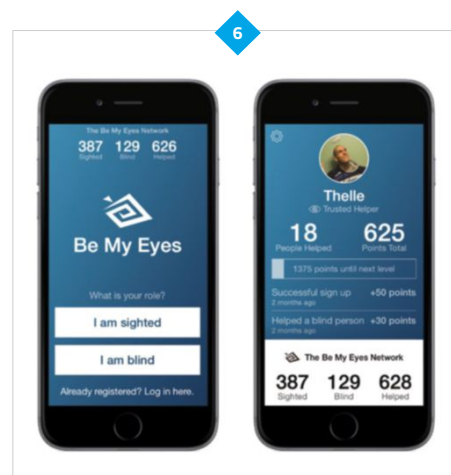 6
The Be My Eyes Network
387 129 626
Sighted Blind Helped
Be My Eyes
What is your role?
I am sighted
I am blind
Already registered? Log in here.
Thelle
Trusted Helper
18 625
People Helped Points Total
1375 points until next level
Successful sign up +50 points
2 months ago
Helped a blind person +30 points
2 months ago
The Be My Eyes Network
387 129 628
Sighted Blind Helped